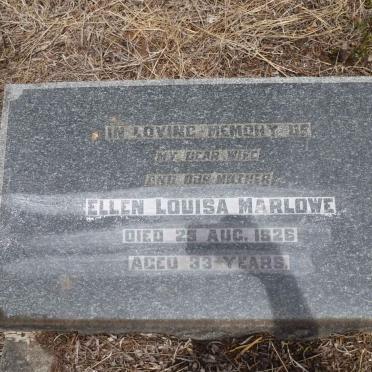 IN LOVING MEMORY OF
MY DEAR WIFE
AND OUR MOTHER
ELLEN LOUISA MARLOWE
DIED 29 AUG. 1926
AGED 33 YEARS.